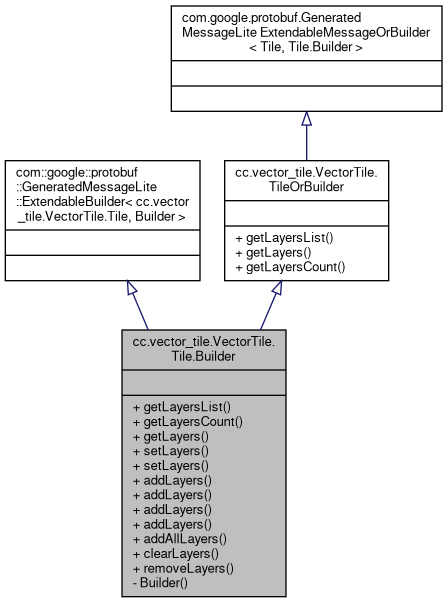 com.google.protobuf.Generated
MessageLite ExtendableMessageOrBuilder
< Tile, Tile.Builder >
com::google::protobuf
::GeneratedMessageLite
::ExtendableBuilder< cc.vector
_tile.VectorTile.Tile, Builder >
cc.vector_tile.VectorTile.
TileOrBuilder
+ getLayersList()
+ getLayers()
+ getLayersCount()
cc.vector_tile.VectorTile.
Tile.Builder
+ getLayersList()
+ getLayersCount()
+ getLayers()
+ setLayers()
+ setLayers()
+ addLayers()
+ addLayers()
+ addLayers()
+ addLayers()
+ addAllLayers()
+ clearLayers()
+ removeLayers()
- Builder()